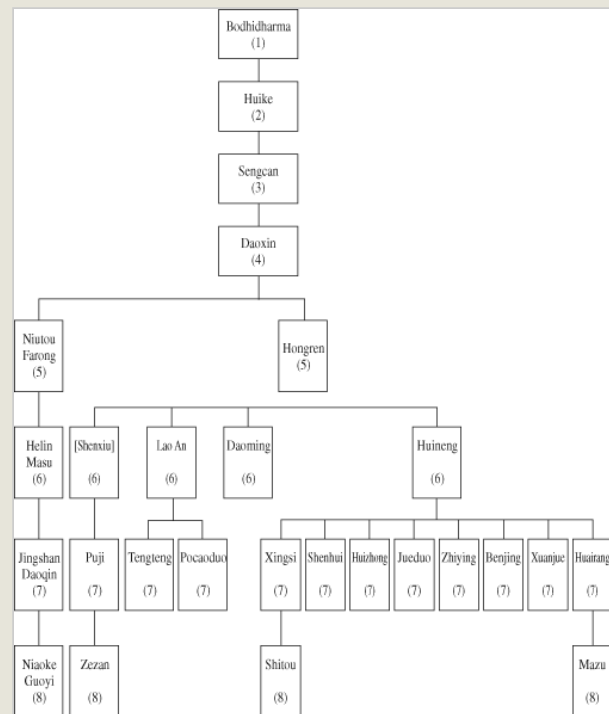 Bodhidharma
(1)
Huike
(2)
Sengcan
(3)
Daoxin
(4)
Niutou
Farong
(5)
Hongren
(5)
Helin
Masu
(6)
[Shenxiu]
(6)
Lao An
(6)
Daoming
(6)
Huineng
(6)
Jingshan
Daoqin
(7)
Puji
(7)
Tengteng
(7)
Pocaoduo
(7)
Xingsi
(7)
Shenhui
(7)
Huizhong
(7)
Jueduo
(7)
Zhiying
(7)
Benjing
(7)
Xuanjue
(7)
Huairang
(7)
Niaoke
Guoyi
(8)
Zezan
(8)
Shitou
(8)
Mazu
(8)